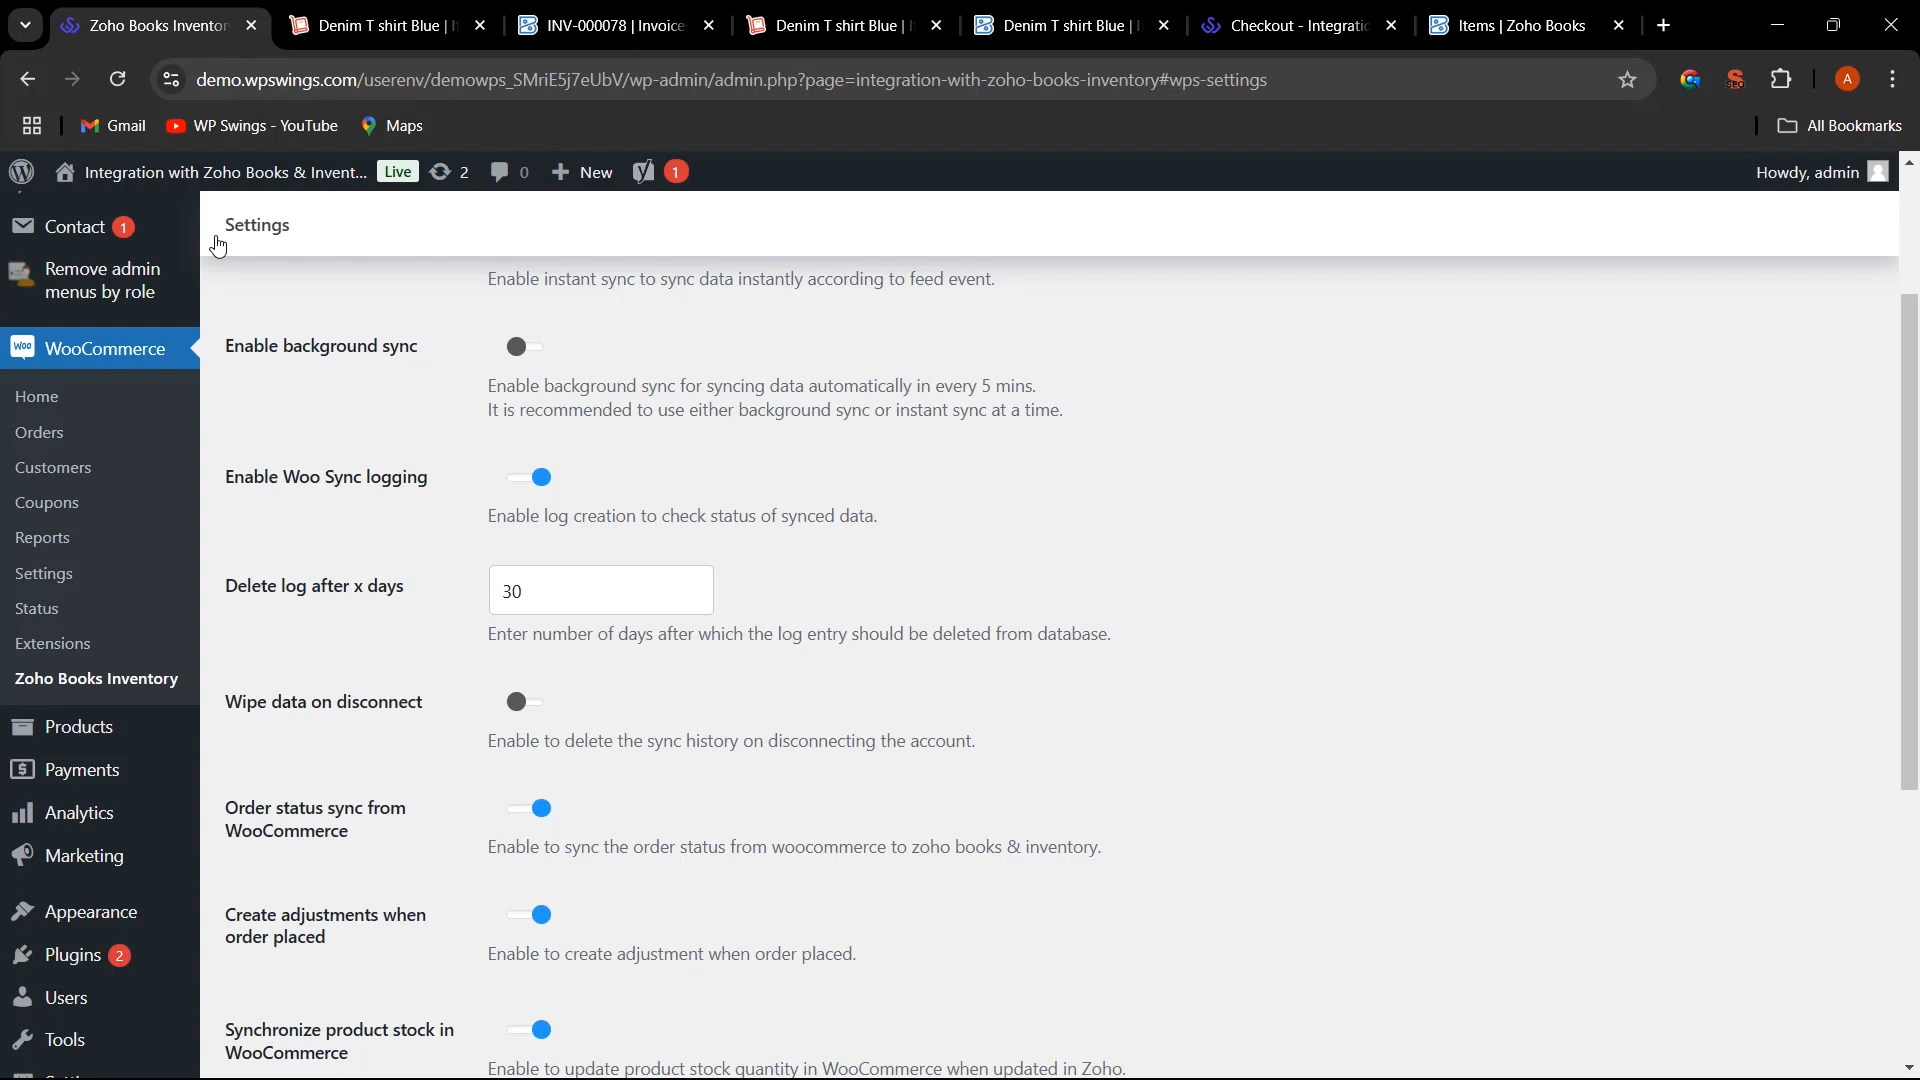 Zoho Books Inventor
Denim T shirt Blue | I
INV-000078 | Invoice
Denim T shirt Blue |
Denim T shirt Blue | I
Checkout - Integratio
Items | Zoho Books
demo.wpswings.com/userenv/demowps_SMriE5j7eUbV/wp-admin/admin.php?page=integration-with-zoho-books-inventory#wps-settings
SEO
A
Gmail
WP Swings - YouTube
Maps
All Bookmarks
Integration with Zoho Books & Invent...
Live
2
0
New
1
Howdy, admin
Contact 1
Remove admin
menus by role
Woo
WooCommerce
Home
Orders
Customers
Coupons
Reports
Settings
Status
Extensions
Zoho Books Inventory
Products
Payments
Analytics
Marketing
Appearance
Plugins 2
Users
Tools
Settings
Enable instant sync to sync data instantly according to feed event.
Enable background sync
Enable background sync for syncing data automatically in every 5 mins.
It is recommended to use either background sync or instant sync at a time.
Enable Woo Sync logging
Enable log creation to check status of synced data.
Delete log after x days
30
Enter number of days after which the log entry should be deleted from database.
Wipe data on disconnect
Enable to delete the sync history on disconnecting the account.
Order status sync from
WooCommerce
Enable to sync the order status from woocommerce to zoho books & inventory.
Create adjustments when
order placed
Enable to create adjustment when order placed.
Synchronize product stock in
WooCommerce
Enable to update product stock quantity in WooCommerce when updated in Zoho.